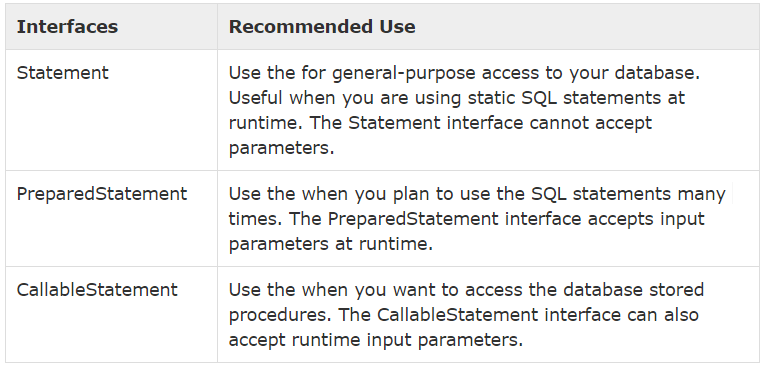 Interfaces Recommended Use
Statement Use the for general-purpose access to your database.
Useful when you are using static SQL statements at
runtime. The Statement interface cannot accept
parameters.
PreparedStatement Use the when you plan to use the SQL statements many
times. The PreparedStatement interface accepts input
parameters at runtime.
CallableStatement Use the when you want to access the database stored
procedures. The CallableStatement interface can also
accept runtime input parameters.